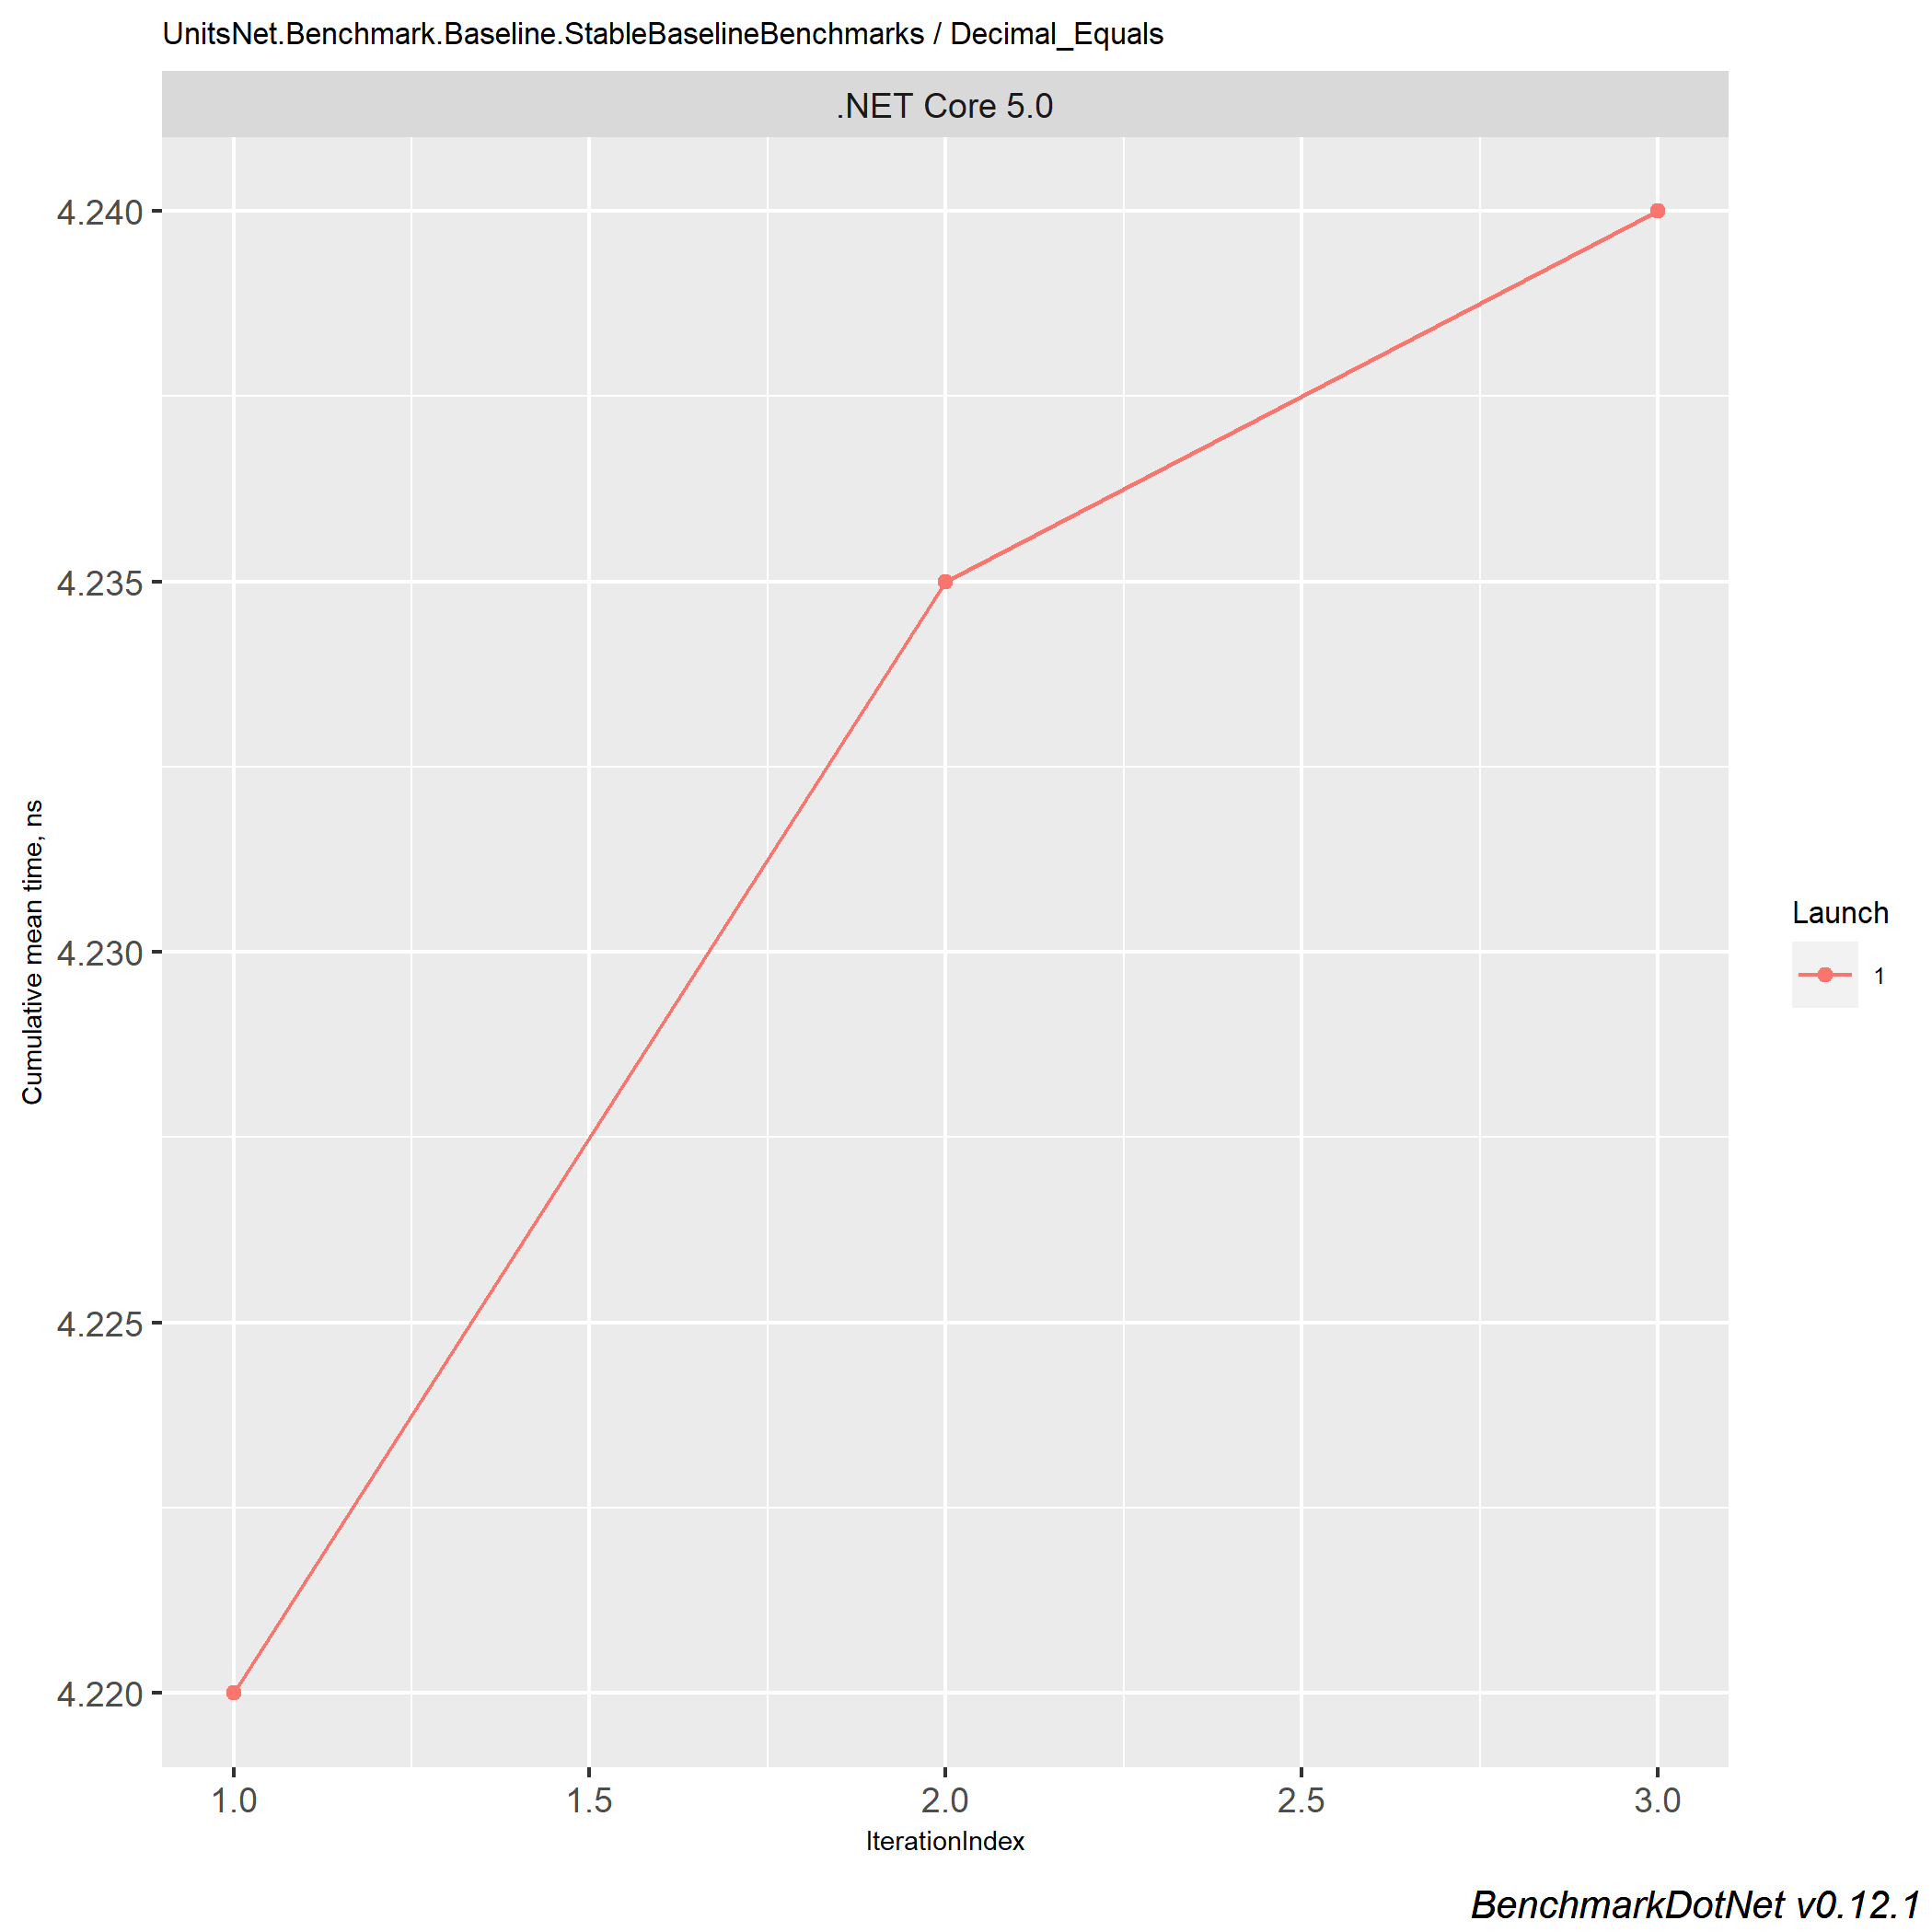 UnitsNet.Benchmark.Baseline.StableBaselineBenchmarks / Decimal_Equals
.NET Core 5.0
4.240
4.235
4.230
4.225
4.220
Cumulative mean time, ns
1.0 1.5 2.0 2.5 3.0
IterationIndex
Launch
1
BenchmarkDotNet v0.12.1